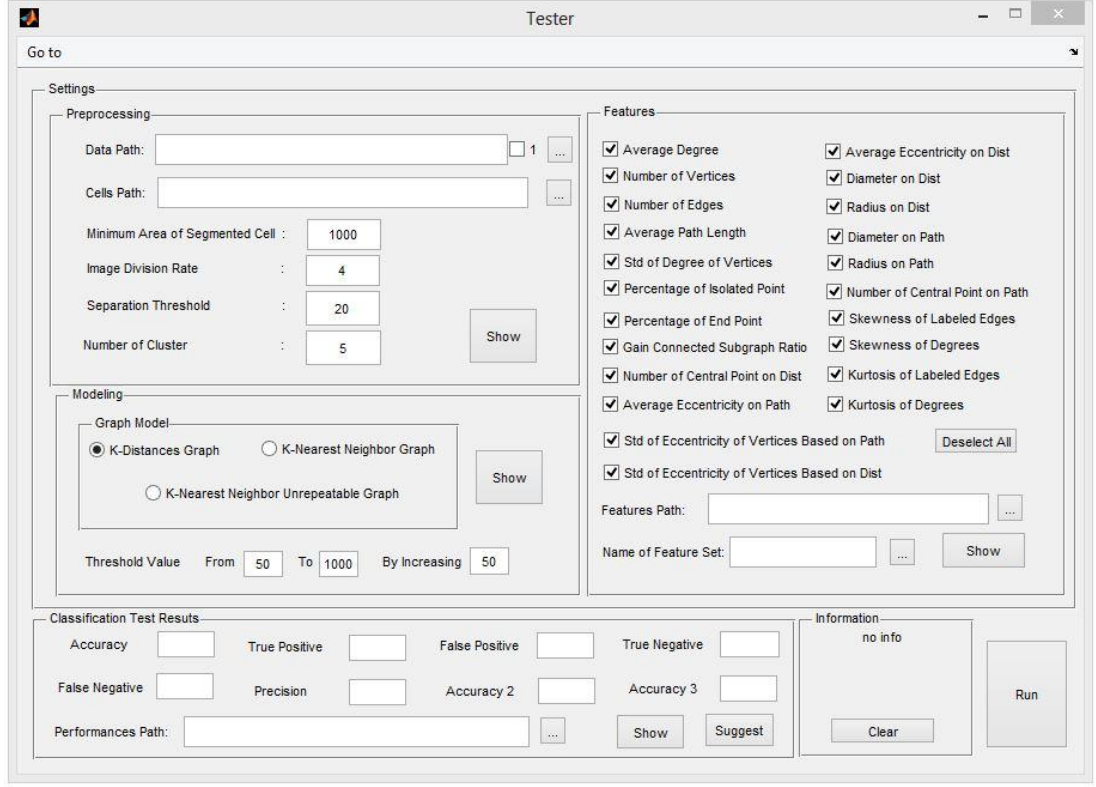 Tester
Go to
Settings
Preprocessing
Data Path: 1 ...
Cells Path: ...
Minimum Area of Segmented Cell : 1000
Image Division Rate : 4
Separation Threshold : 20
Number of Cluster : 5
Show
Modeling
Graph Model
K-Distances Graph K-Nearest Neighbor Graph
K-Nearest Neighbor Unrepeatable Graph
Show
Threshold Value From 50 To 1000 By Increasing 50
Features
Average Degree Average Eccentricity on Dist
Number of Vertices Diameter on Dist
Number of Edges Radius on Dist
Average Path Length Diameter on Path
Std of Degree of Vertices Radius on Path
Percentage of Isolated Point Number of Central Point on Path
Percentage of End Point Skewness of Labeled Edges
Gain Connected Subgraph Ratio Skewness of Degrees
Number of Central Point on Dist Kurtosis of Labeled Edges
Average Eccentricity on Path Kurtosis of Degrees
Std of Eccentricity of Vertices Based on Path Deselect All
Std of Eccentricity of Vertices Based on Dist
Features Path: ...
Name of Feature Set: ... Show
Classification Test Resuts
Accuracy True Positive False Positive True Negative
False Negative Precision Accuracy 2 Accuracy 3
Performances Path: ... Show Suggest
Information
no info
Clear
Run